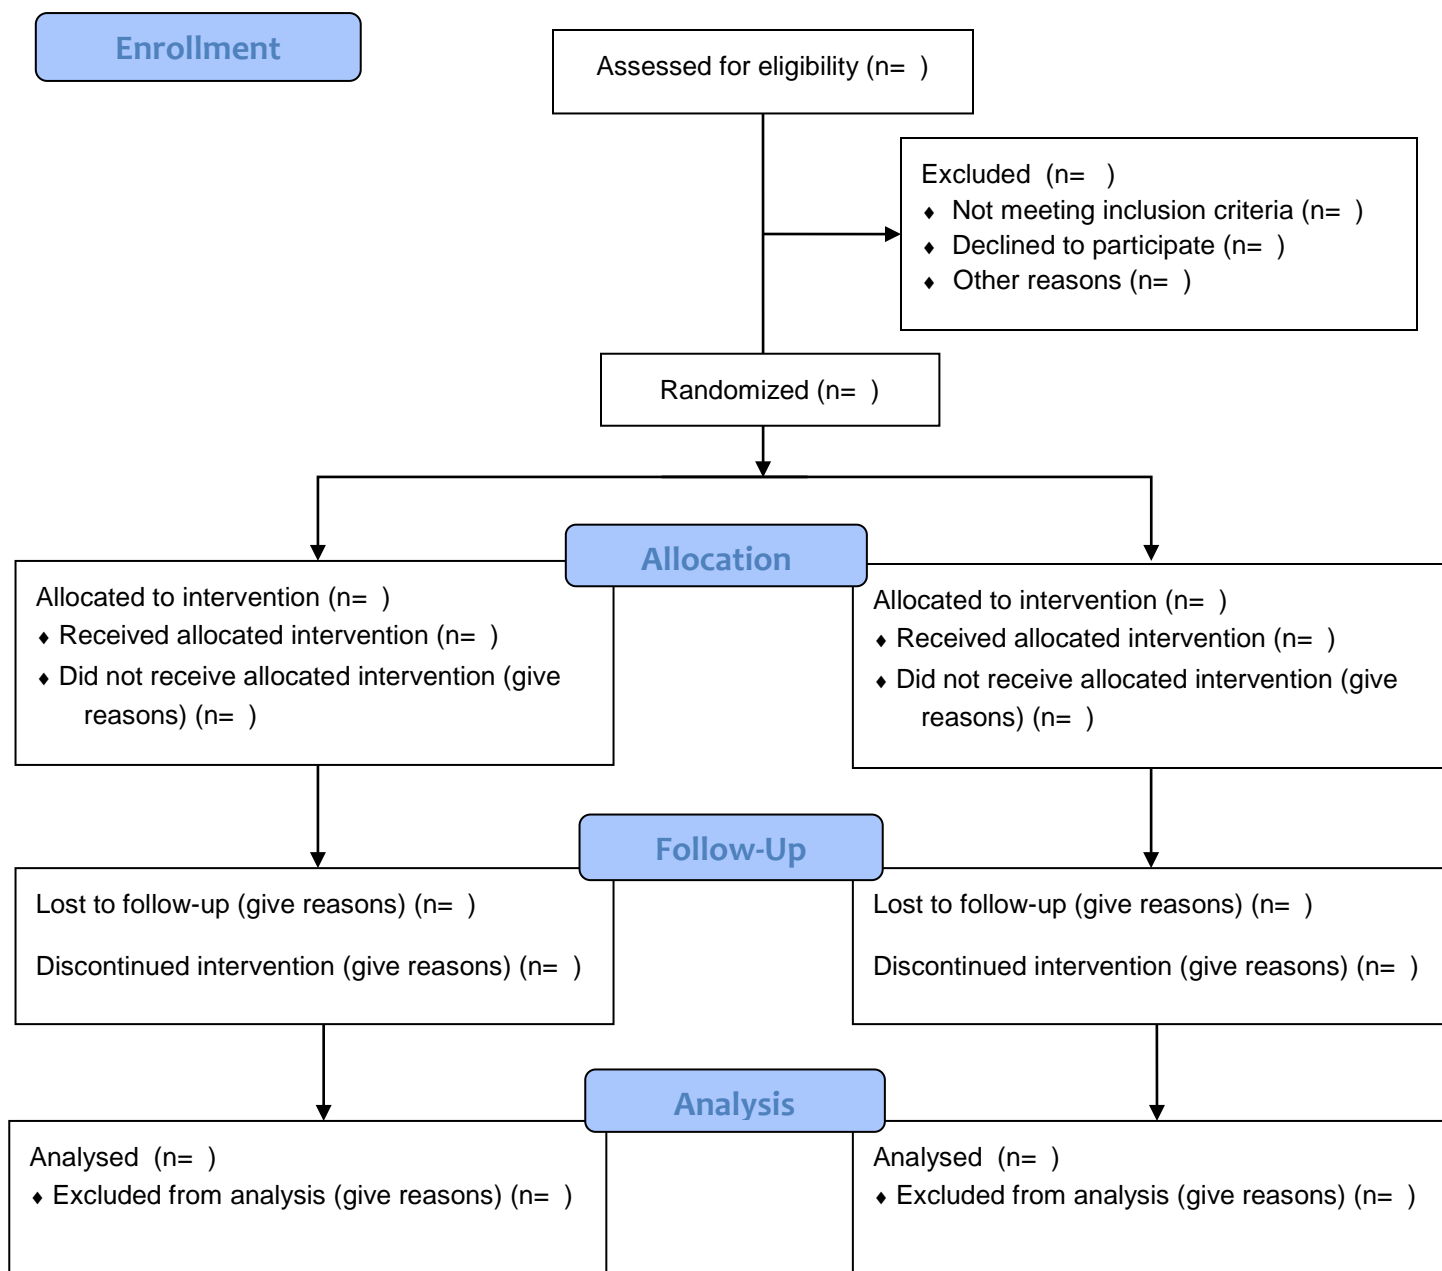 Enrollment
Assessed for eligibility (n=  )
Excluded  (n=   )
♦ Not meeting inclusion criteria (n=  )
♦ Declined to participate (n=  )
♦ Other reasons (n=  )
Randomized (n=  )
Allocation
Allocated to intervention (n=  )
♦ Received allocated intervention (n=  )
♦ Did not receive allocated intervention (give
reasons) (n=  )
Allocated to intervention (n=  )
♦ Received allocated intervention (n=  )
♦ Did not receive allocated intervention (give
reasons) (n=  )
Follow-Up
Lost to follow-up (give reasons) (n=  )
Discontinued intervention (give reasons) (n=  )
Lost to follow-up (give reasons) (n=  )
Discontinued intervention (give reasons) (n=  )
Analysis
Analysed  (n=  )
♦ Excluded from analysis (give reasons) (n=  )
Analysed  (n=  )
♦ Excluded from analysis (give reasons) (n=  )